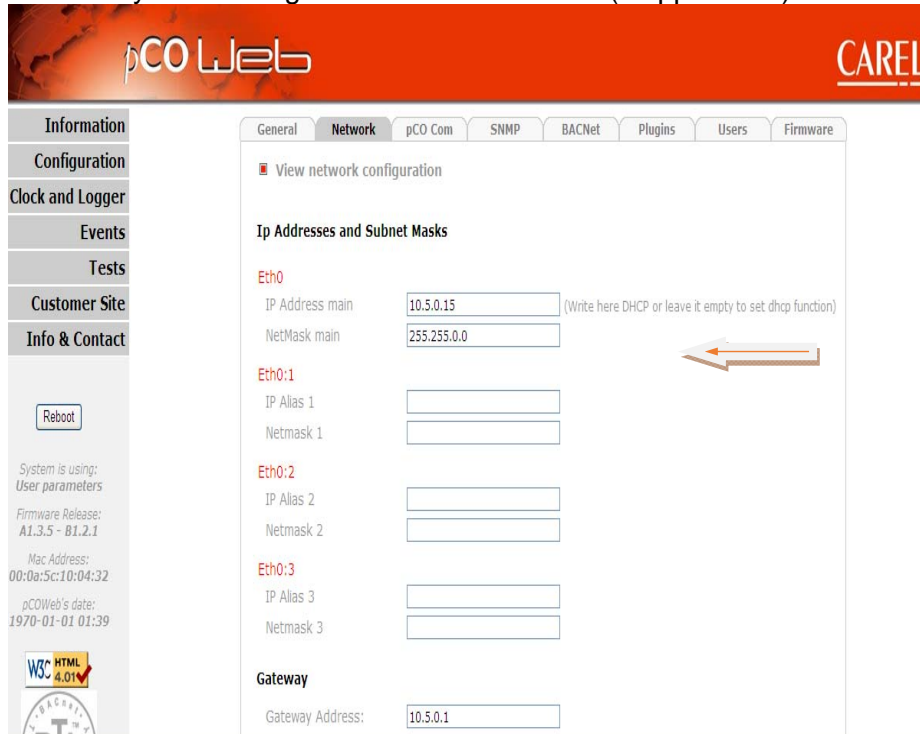 pCO Web
CAREL
Information
Configuration
Clock and Logger
Events
Tests
Customer Site
Info & Contact
Reboot
System is using:
User parameters
Firmware Release:
A1.3.5 - B1.2.1
Mac Address:
00:0a:5c:10:04:32
pCOWeb's date:
1970-01-01 01:39
W3C HTML
4.01
BACnet
General Network pCO Com SNMP BACNet Plugins Users Firmware
View network configuration
Ip Addresses and Subnet Masks
Eth0
IP Address main 10.5.0.15 (Write here DHCP or leave it empty to set dhcp function)
NetMask main 255.255.0.0
Eth0:1
IP Alias 1
Netmask 1
Eth0:2
IP Alias 2
Netmask 2
Eth0:3
IP Alias 3
Netmask 3
Gateway
Gateway Address: 10.5.0.1